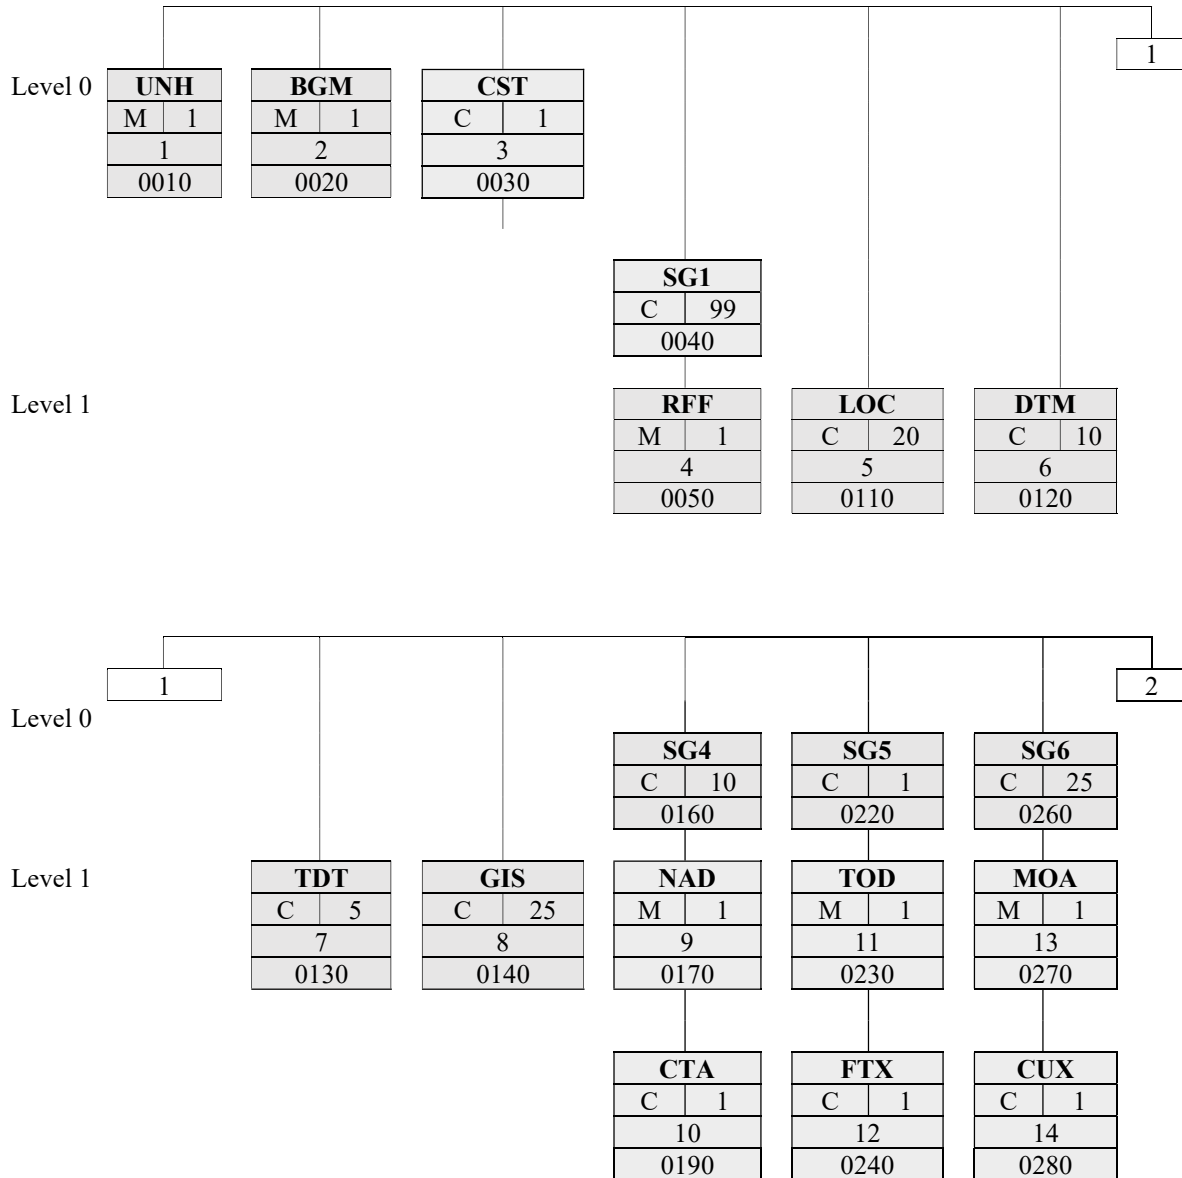 1
Level 0 UNH BGM CST
M 1 M 1 C 1
1 2 3
0010 0020 0030
SG1
C 99
0040
Level 1 RFF LOC DTM
M 1 C 20 C 10
4 5 6
0050 0110 0120
1 2
Level 0
SG4 SG5 SG6
C 10 C 1 C 25
0160 0220 0260
Level 1 TDT GIS NAD TOD MOA
C 5 C 25 M 1 M 1 M 1
7 8 9 11 13
0130 0140 0170 0230 0270
CTA FTX CUX
C 1 C 1 C 1
10 12 14
0190 0240 0280